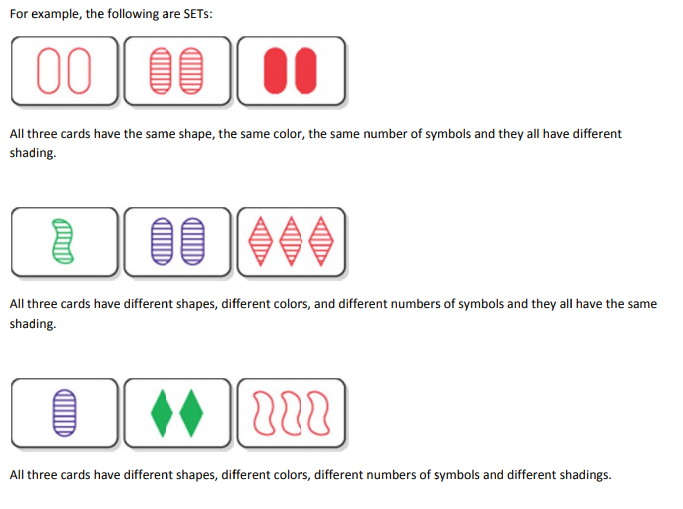 For example, the following are SETs:
All three cards have the same shape, the same color, the same number of symbols and they all have different
shading.
All three cards have different shapes, different colors, and different numbers of symbols and they all have the same
shading.
All three cards have different shapes, different colors, different numbers of symbols and different shadings.